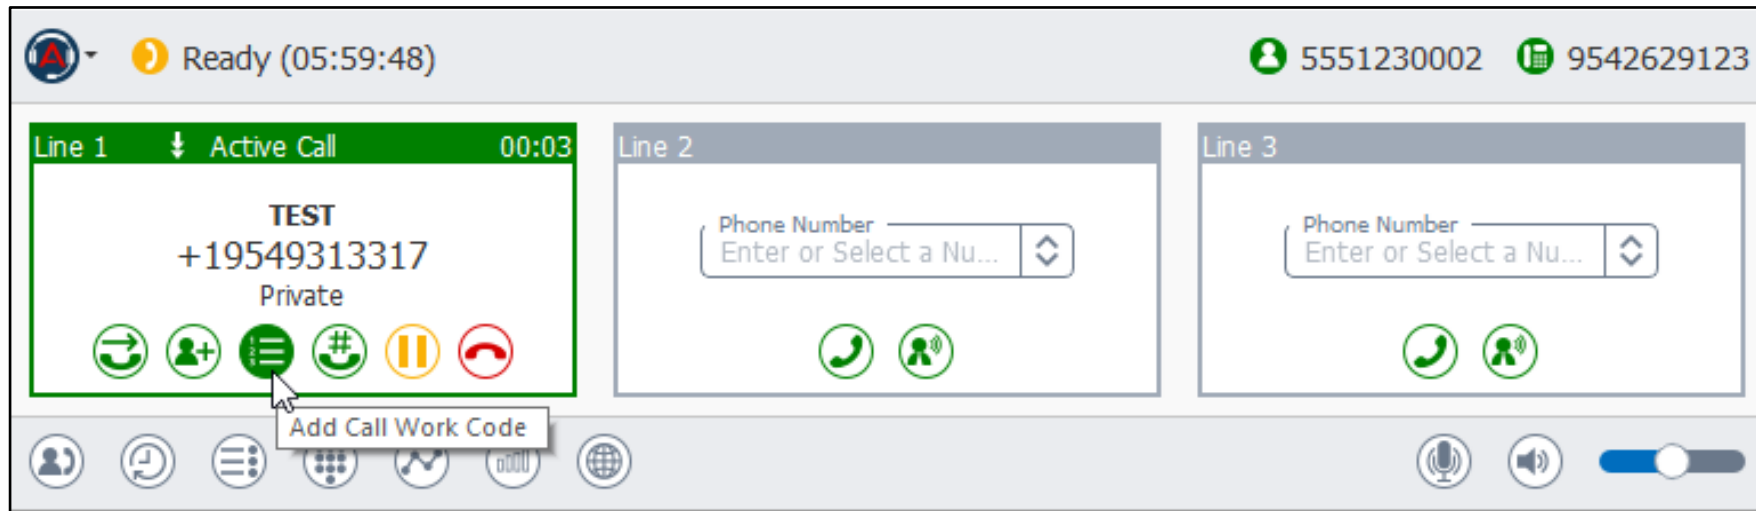 Ready (05:59:48)
5551230002
9542629123
Line 1
Active Call
00:03
TEST
+19549313317
Private
Add Call Work Code
Line 2
Phone Number
Enter or Select a Nu...
Line 3
Phone Number
Enter or Select a Nu...